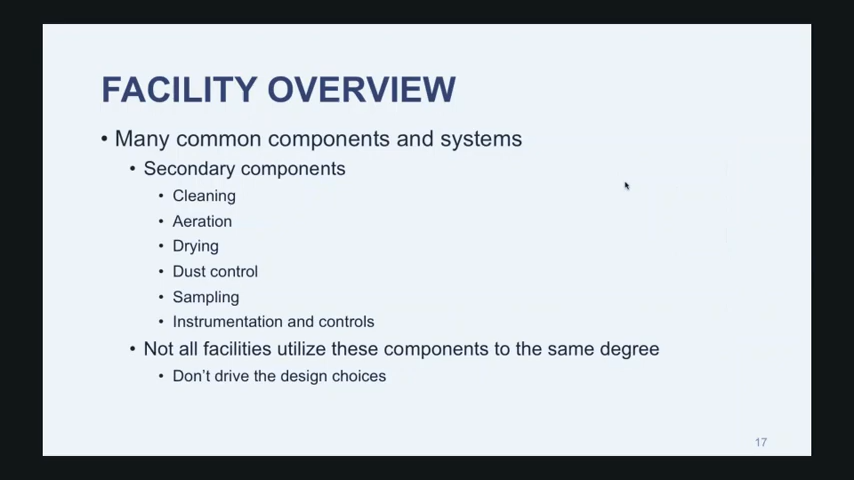 FACILITY OVERVIEW
• Many common components and systems
• Secondary components
• Cleaning
• Aeration
• Drying
• Dust control
• Sampling
• Instrumentation and controls
• Not all facilities utilize these components to the same degree
• Don't drive the design choices
17